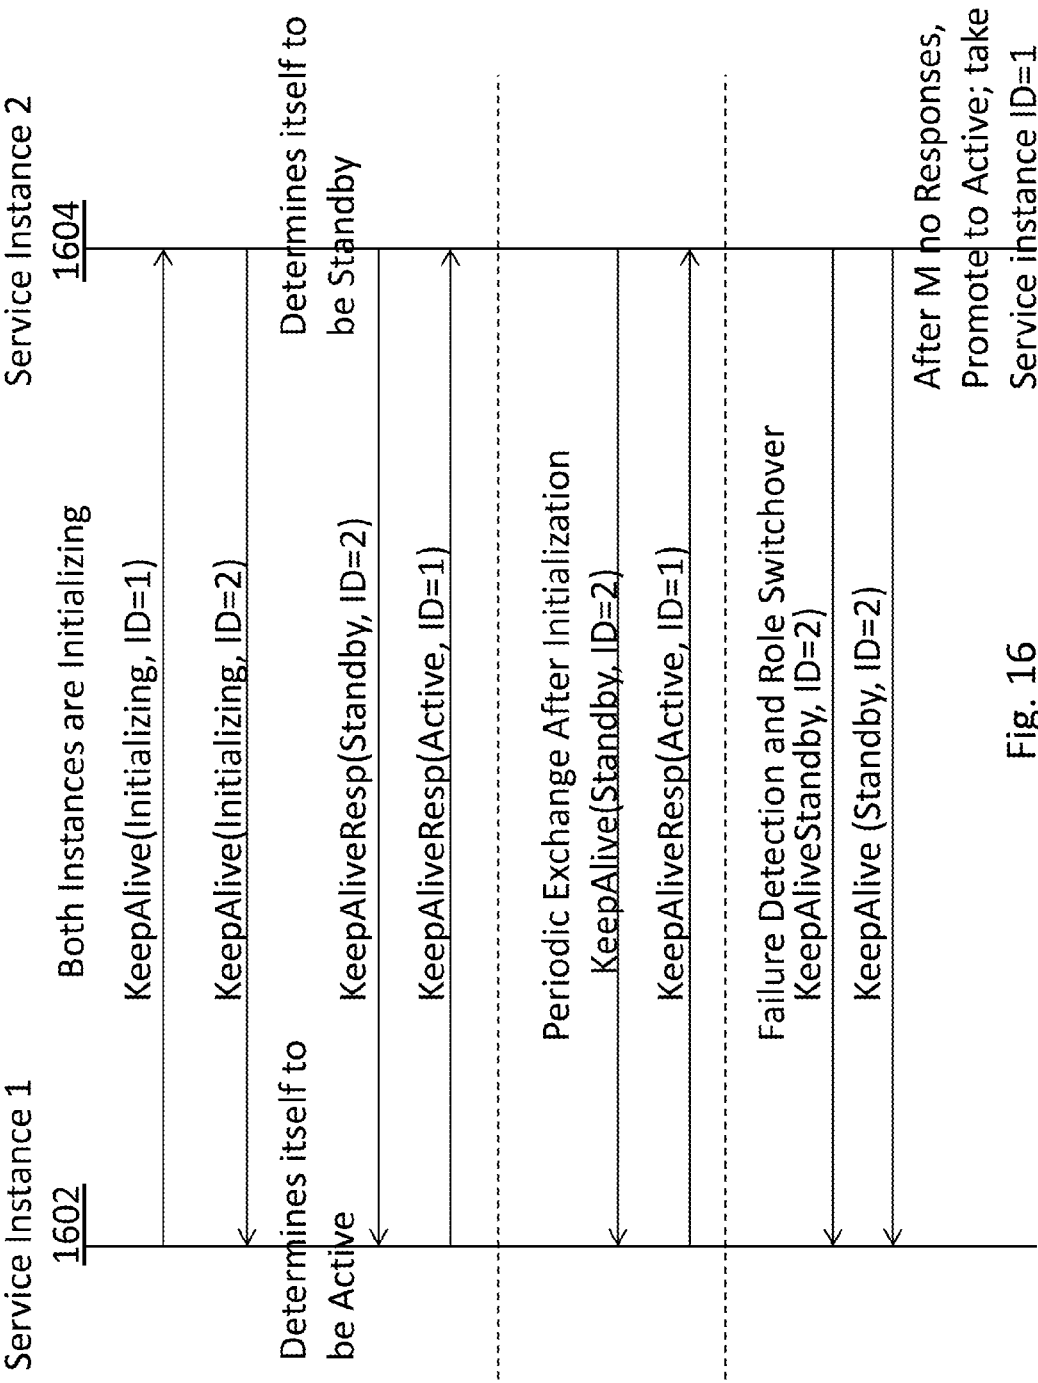 Service Instance 1
1602
Service Instance 2
1604
Both Instances are Initializing
KeepAlive(Initializing, ID=1)
KeepAlive(Initializing, ID=2)
Determines itself to
be Active
Determines itself to
be Standby
KeepAliveResp(Standby, ID=2)
KeepAliveResp(Active, ID=1)
Periodic Exchange After Initialization
KeepAlive(Standby, ID=2)
KeepAliveResp(Active, ID=1)
Failure Detection and Role Switchover
KeepAliveStandby, ID=2)
KeepAlive (Standby, ID=2)
After M no Responses,
Promote to Active; take
Service instance ID=1
Fig. 16